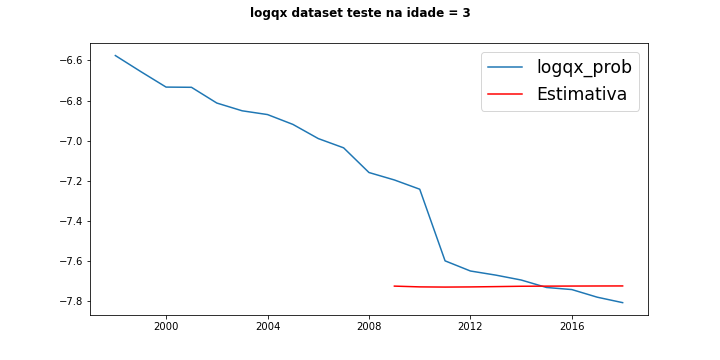 logqx dataset teste na idade = 3
logqx_prob
Estimativa
−6.6
−6.8
−7.0
−7.2
−7.4
−7.6
−7.8
2000 2004 2008 2012 2016